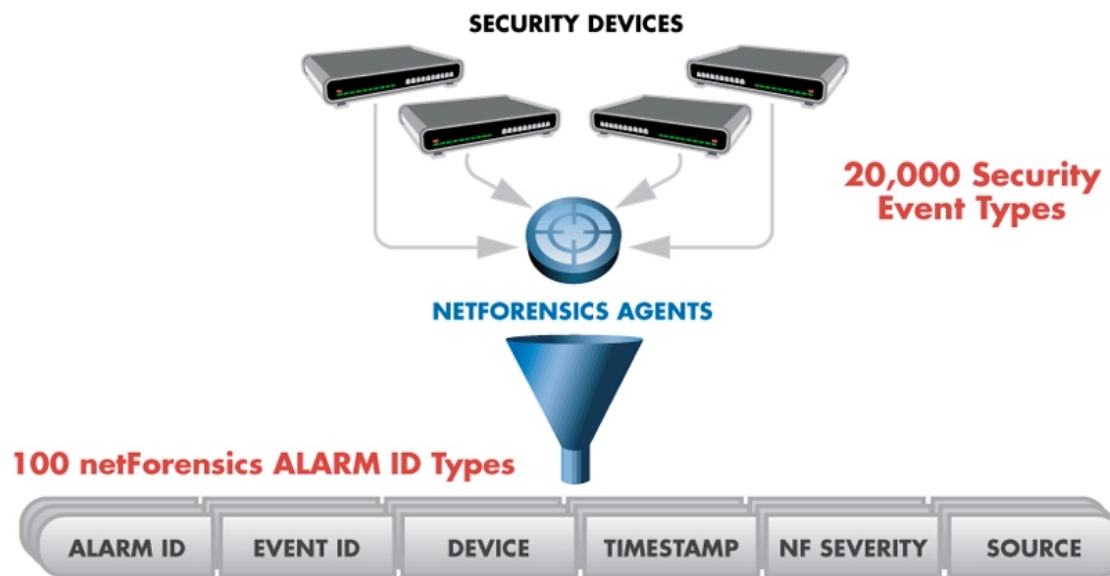 SECURITY DEVICES
20,000 Security
Event Types
NETFORENSICS AGENTS
100 netForensics ALARM ID Types
ALARM ID EVENT ID DEVICE TIMESTAMP NF SEVERITY SOURCE